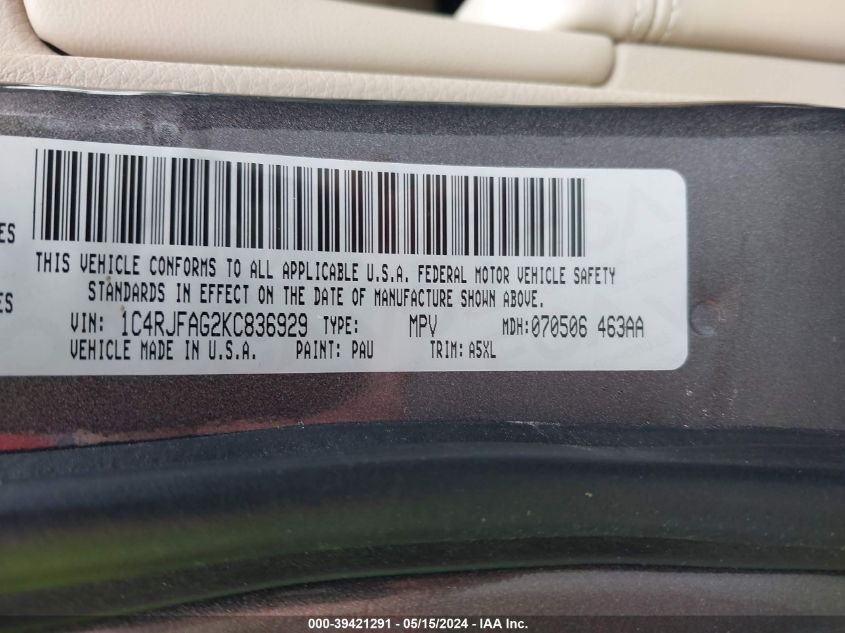 ES
THIS VEHICLE CONFORMS TO ALL APPLICABLE U.S.A. FEDERAL MOTOR VEHICLE SAFETY
ES
STANDARDS IN EFFECT ON THE DATE OF MANUFACTURE SHOWN ABOVE.
VIN: 1C4RJFAG2KC836929 TYPE: MPV MDH:070506 463AA
VEHICLE MADE IN U.S.A. PAINT: PAU TRIM: A5XL
000-39421291 - 05/15/2024 - IAA Inc.